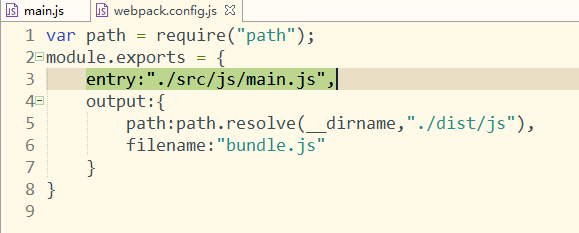 main.js webpack.config.js
1 var path = require("path");
2 module.exports = {
3 entry:"./src/js/main.js",
4 output:{
5 path:path.resolve(__dirname,"./dist/js"),
6 filename:"bundle.js"
7 }
8 }
9